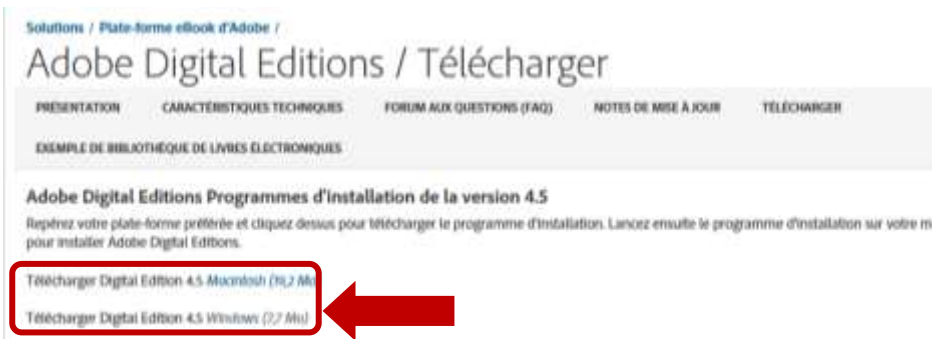 Solutions / Plate-forme eBook d'Adobe /
Adobe Digital Editions / Télécharger
PRÉSENTATION CARACTÉRISTIQUES TECHNIQUES FORUM AUX QUESTIONS (FAQ) NOTES DE MISE À JOUR TÉLÉCHARGER
EXEMPLE DE BIBLIOTHÈQUE DE LIVRES ÉLECTRONIQUES
Adobe Digital Editions Programmes d'installation de la version 4.5
Repérez votre plate-forme préférée et cliquez dessus pour télécharger le programme d'installation. Lancez ensuite le programme d'installation sur votre m
pour installer Adobe Digital Editions.
Télécharger Digital Edition 4.5 Macintosh (19,2 Mo
Télécharger Digital Edition 4.5 Windows (7,7 Mo)